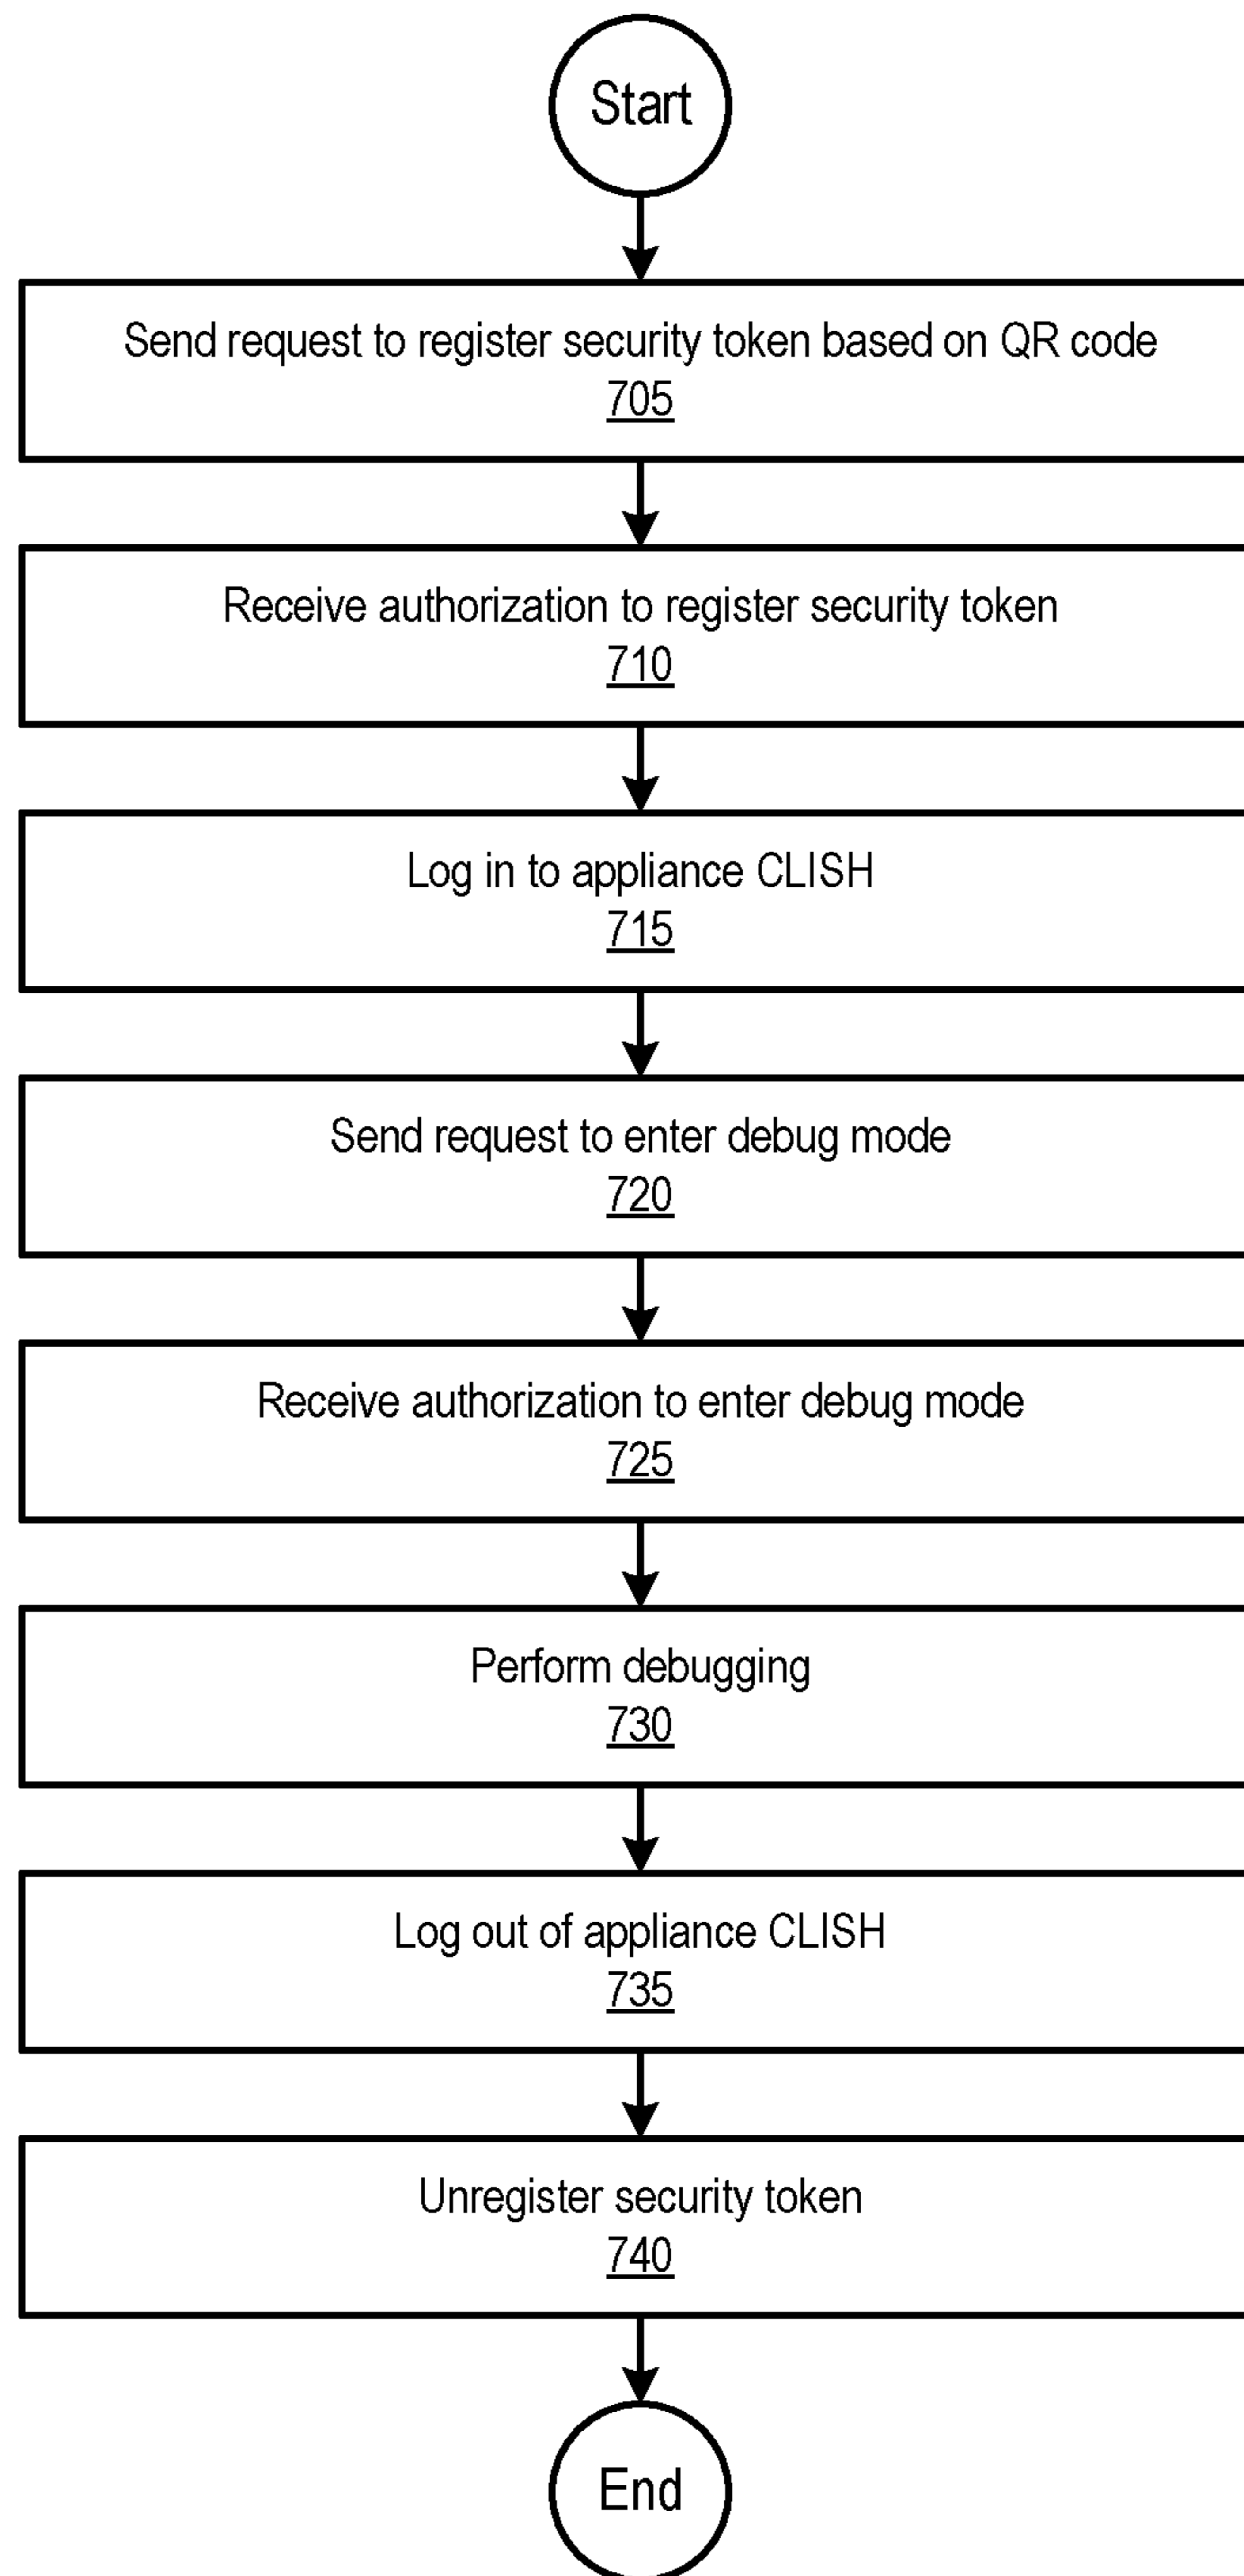 Start
Send request to register security token based on QR code
705
Receive authorization to register security token
710
Log in to appliance CLISH
715
Send request to enter debug mode
720
Receive authorization to enter debug mode
725
Perform debugging
730
Log out of appliance CLISH
735
Unregister security token
740
End